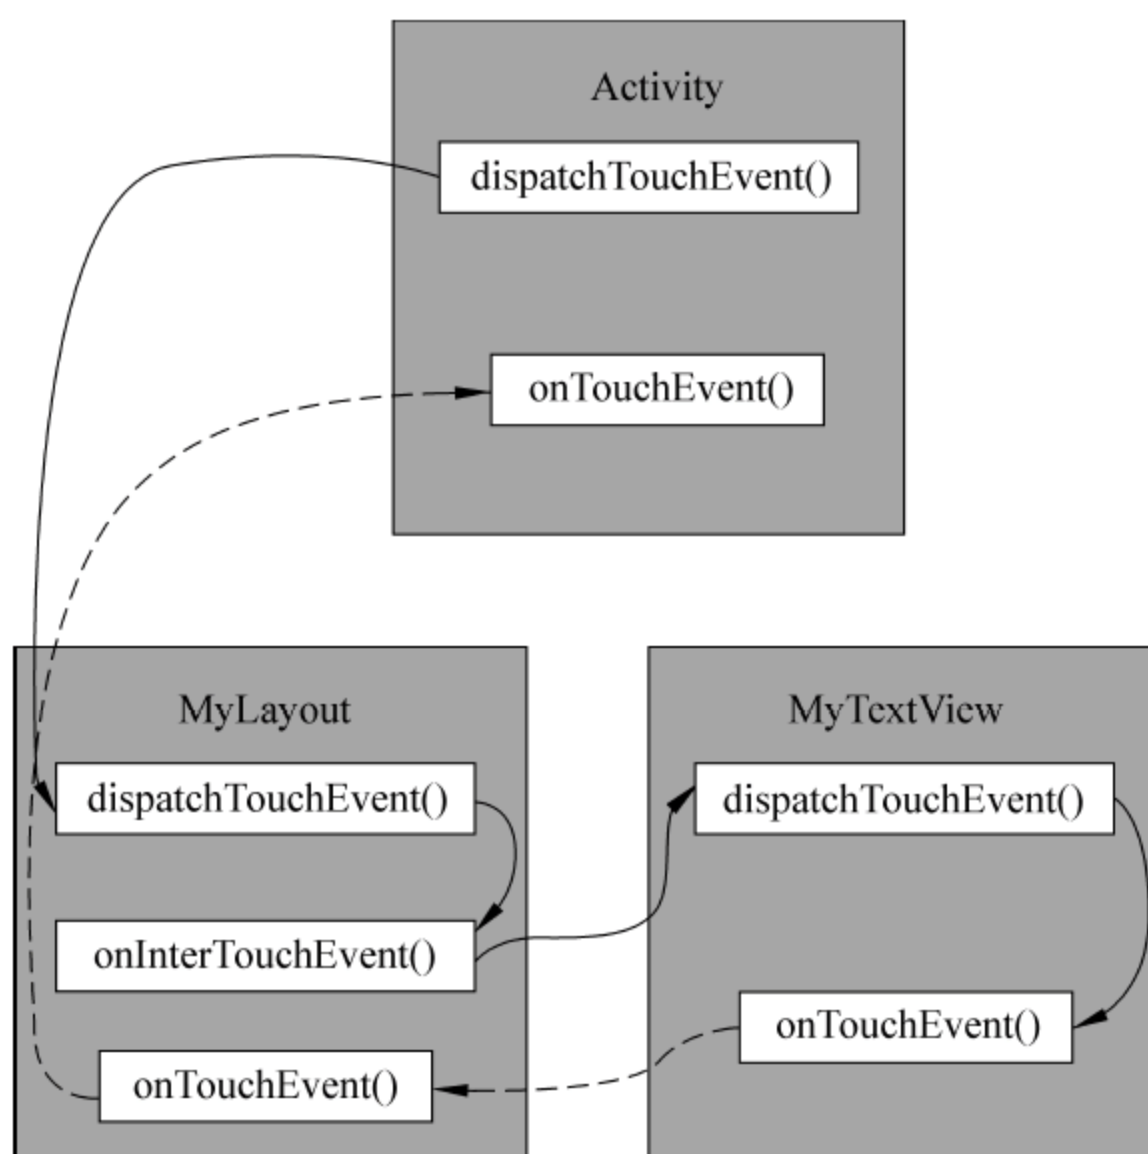 Activity
dispatchTouchEvent()
onTouchEvent()
MyLayout
dispatchTouchEvent()
onInterTouchEvent()
onTouchEvent()
MyTextView
dispatchTouchEvent()
onTouchEvent()